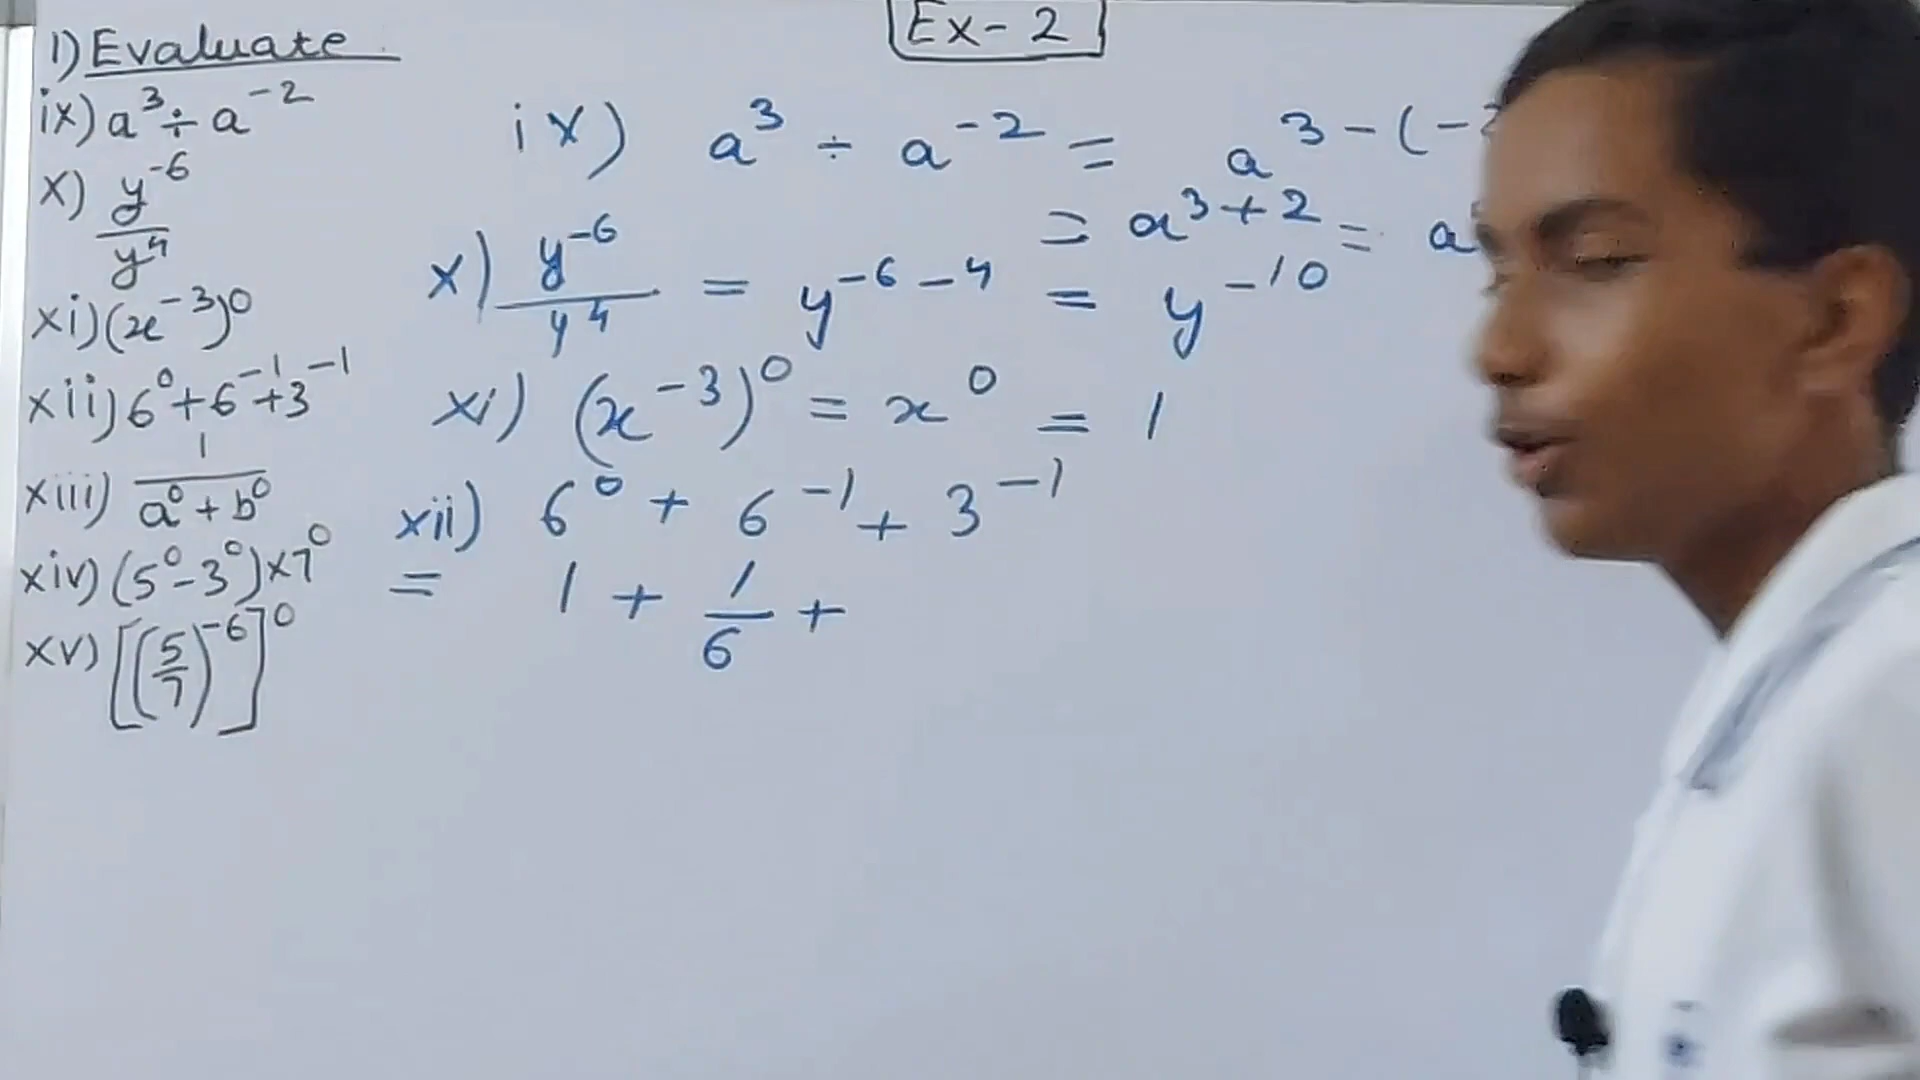 Ex-2
1) Evaluate
ix) a³ ÷ a⁻²
x) y⁻⁶ / y⁴
xi) (x⁻³)⁰
xii) 6⁰ + 6⁻¹ + 3⁻¹
xiii) 1 / (a⁰ + b⁰)
xiv) (5⁰ - 3⁰) × 7⁰
xv) [(5/7)⁻⁶]⁰
ix) a³ ÷ a⁻² = a³⁻⁽⁻
= a³⁺² = a
x) y⁻⁶ / y⁴ = y⁻⁶⁻⁴ = y⁻¹⁰
xi) (x⁻³)⁰ = x⁰ = 1
xii) 6⁰ + 6⁻¹ + 3⁻¹
= 1 + 1/6 +